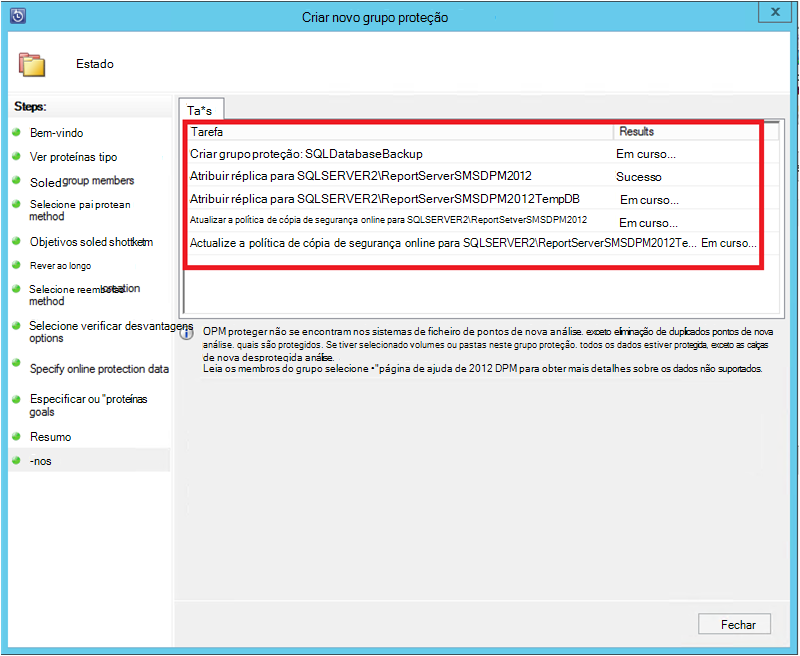 Criar novo grupo proteção
Estado
Steps:
Bem-vindo
Ver proteínas tipo
Soled group members
Selecione pai protean
method
Objetivos soled shottketm
Rever ao longo
Selecione reembolso creation
method
Selecione verificar desvantagens
options
Specify online protection data
Especificar ou "proteínas
goals
Resumo
-nos
Ta*s
Tarefa Results
Criar grupo proteção: SQLDatabaseBackup Em curso...
Atribuir réplica para SQLSERVER2\ReportServerSMSDPM2012 Sucesso
Atribuir réplica para SQLSERVER2\ReportServerSMSDPM2012TempDB Em curso...
Atualizar a política de cópia de segurança online para SQLSERVER2\ReportSetverSMSDPM2012 Em curso...
Actualize a política de cópia de segurança online para SQLSERVER2\ReportServerSMSDPM2012Te... Em curso...
OPM proteger não se encontram nos sistemas de ficheiro de pontos de nova análise. exceto eliminação de duplicados pontos de nova
análise. quais são protegidos. Se tiver selecionado volumes ou pastas neste grupo proteção. todos os dados estiver protegida, exceto as calças
de nova desprotegida análise.
Leia os membros do grupo selecione •"página de ajuda de 2012 DPM para obter mais detalhes sobre os dados não suportados.
Fechar